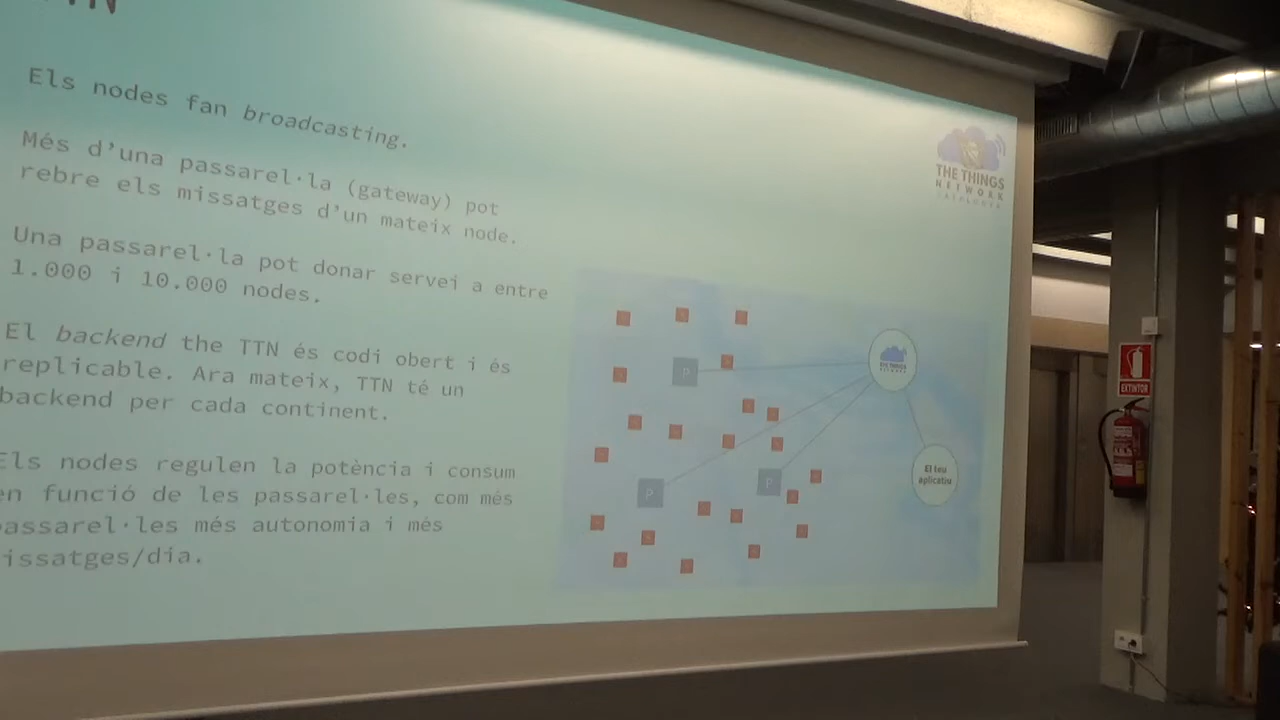 TTN
Els nodes fan broadcasting.
Més d'una passarel·la (gateway) pot
rebre els missatges d'un mateix node.
Una passarel·la pot donar servei a entre
1.000 i 10.000 nodes.
El backend the TTN és codi obert i és
replicable. Ara mateix, TTN té un
backend per cada continent.
Els nodes regulen la potència i consum
en funció de les passarel·les, com més
passarel·les més autonomia i més
issatges/dia.
THE THINGS
NETWORK
CATALUNYA
P
P
P
El teu
aplicatiu
EXTINTOR